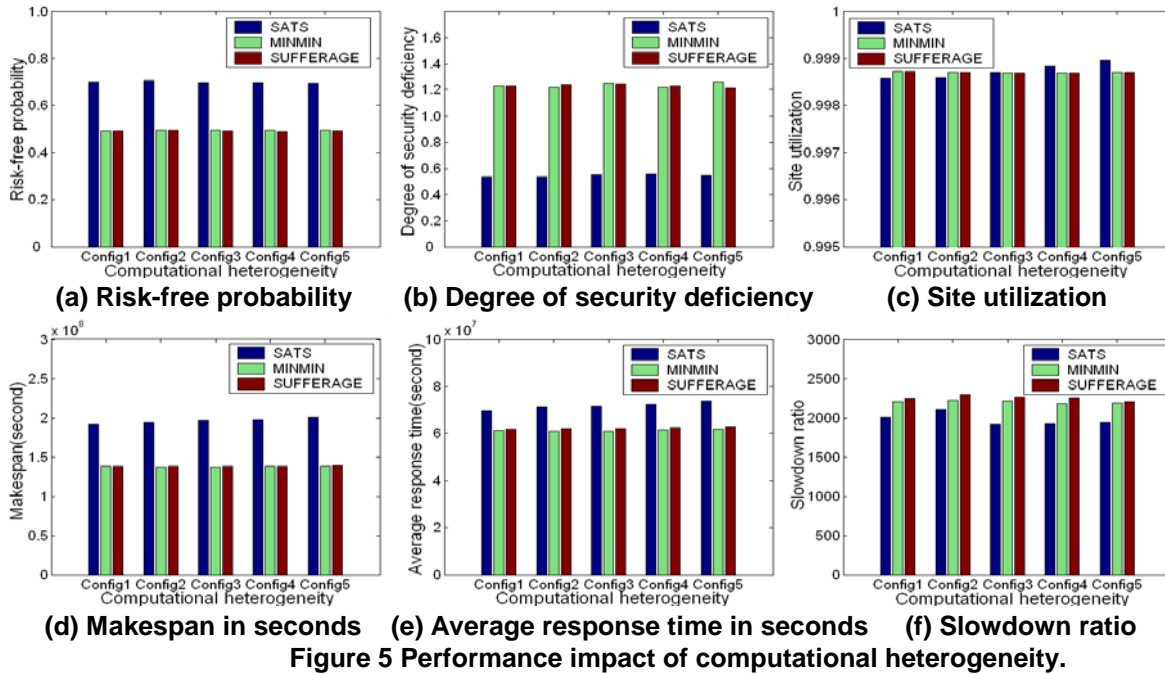 SATS
MINMIN
SUFFERAGE
Risk-free probability
1.0
0.8
0.6
0.4
0.2
0
Config1 Config2 Config3 Config4 Config5
Computational heterogeneity
(a) Risk-free probability
SATS
MINMIN
SUFFERAGE
Degree of security deficiency
1.6
1.4
1.2
1.0
0.8
0.6
0.4
0.2
0
Config1 Config2 Config3 Config4 Config5
Computational heterogeneity
(b) Degree of security deficiency
SATS
MINMIN
SUFFERAGE
Site utilization
1
0.999
0.998
0.997
0.996
0.995
Config1 Config2 Config3 Config4 Config5
Computational heterogeneity
(c) Site utilization
x 10^8
SATS
MINMIN
SUFFERAGE
Makespan(second)
3
2.5
2
1.5
1
0.5
0
Config1 Config2 Config3 Config4 Config5
Computational heterogeneity
(d) Makespan in seconds
x 10^7
SATS
MINMIN
SUFFERAGE
Average response time(second)
10
8
6
4
2
0
Config1 Config2 Config3 Config4 Config5
Computational heterogeneity
(e) Average response time in seconds
SATS
MINMIN
SUFFERAGE
Slowdown ratio
3000
2500
2000
1500
1000
500
0
Config1 Config2 Config3 Config4 Config5
Computational heterogeneity
(f) Slowdown ratio
Figure 5 Performance impact of computational heterogeneity.